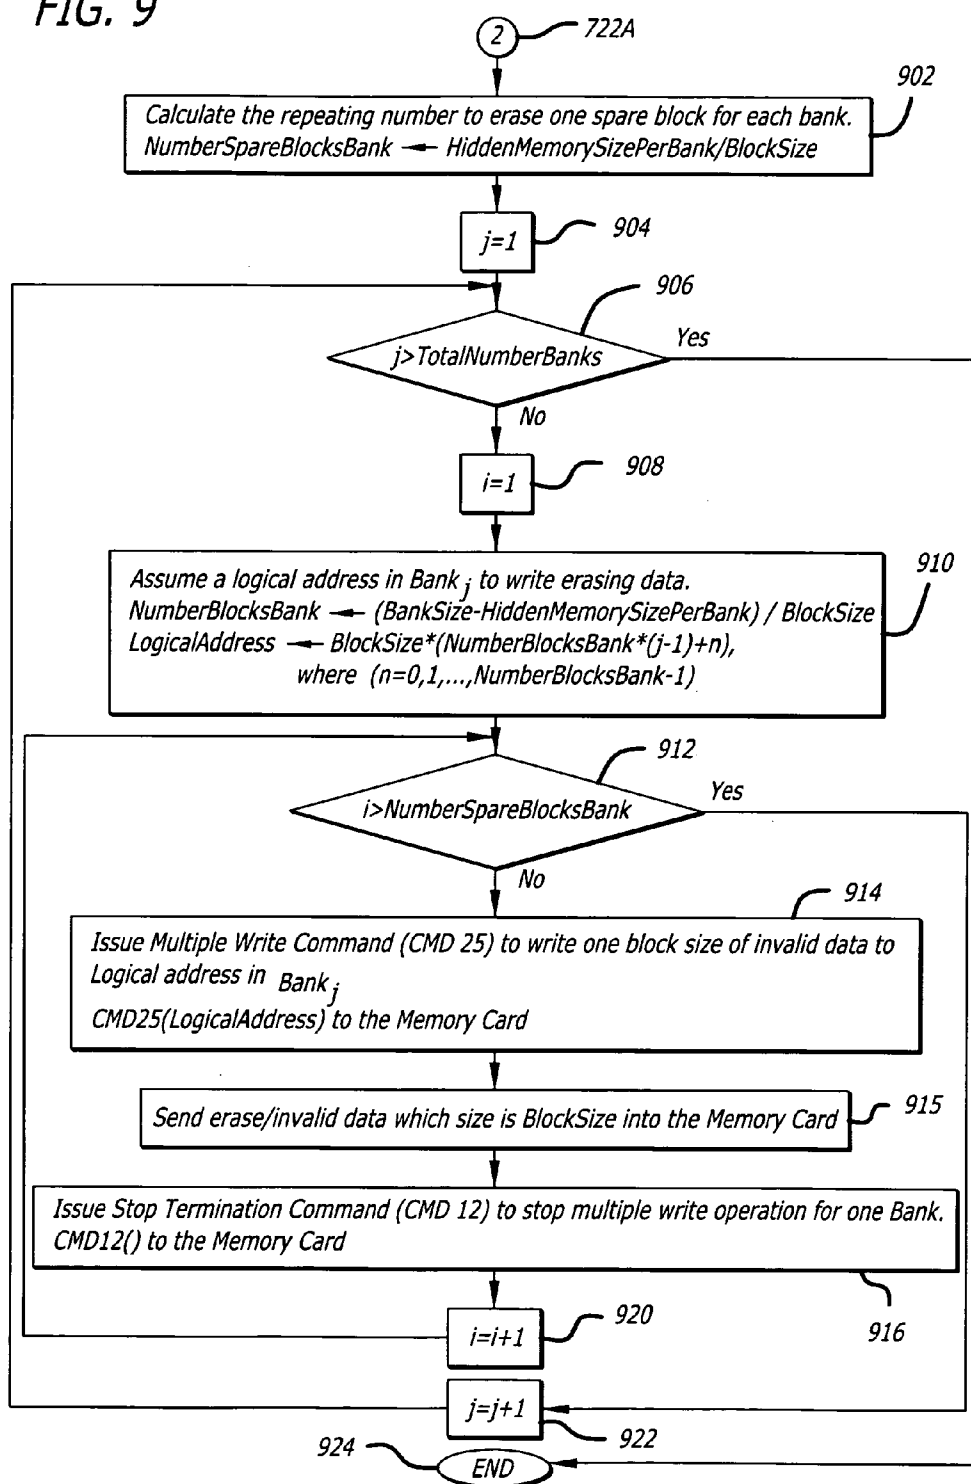 FIG. 9
2
722A
902
Calculate the repeating number to erase one spare block for each bank.
NumberSpareBlocksBank ← HiddenMemorySizePerBank/BlockSize
904
j=1
906
j>TotalNumberBanks
Yes
No
908
i=1
910
Assume a logical address in Bank j to write erasing data.
NumberBlocksBank ← (BankSize-HiddenMemorySizePerBank) / BlockSize
LogicalAddress ← BlockSize*(NumberBlocksBank*(j-1)+n),
where (n=0,1,...,NumberBlocksBank-1)
912
i>NumberSpareBlocksBank
Yes
No
914
Issue Multiple Write Command (CMD 25) to write one block size of invalid data to
Logical address in Bank j
CMD25(LogicalAddress) to the Memory Card
Send erase/invalid data which size is BlockSize into the Memory Card
915
Issue Stop Termination Command (CMD 12) to stop multiple write operation for one Bank.
CMD12() to the Memory Card
916
920
i=i+1
j=j+1
922
924
END